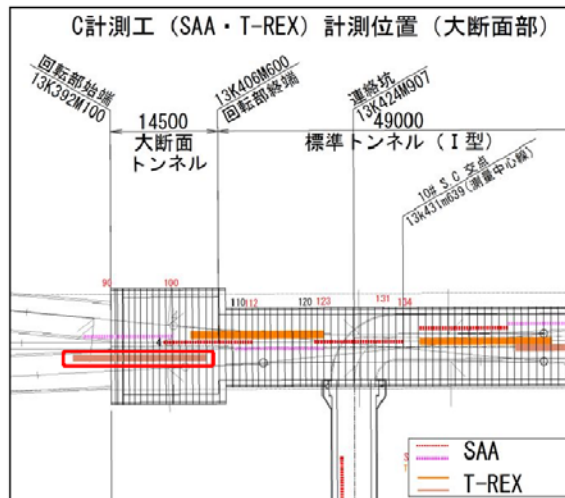 C計測工（SAA・T-REX）計測位置（大断面部）
回転部始端
13K392M100
13K406M600
回転部終端
連絡坑
13K424M907
14500
大断面
トンネル
49000
標準トンネル（Ⅰ型）
10# S.C 交点
13k431m639(測量中心線)
90
100
110
112
120
123
131
134
4
SAA
T-REX